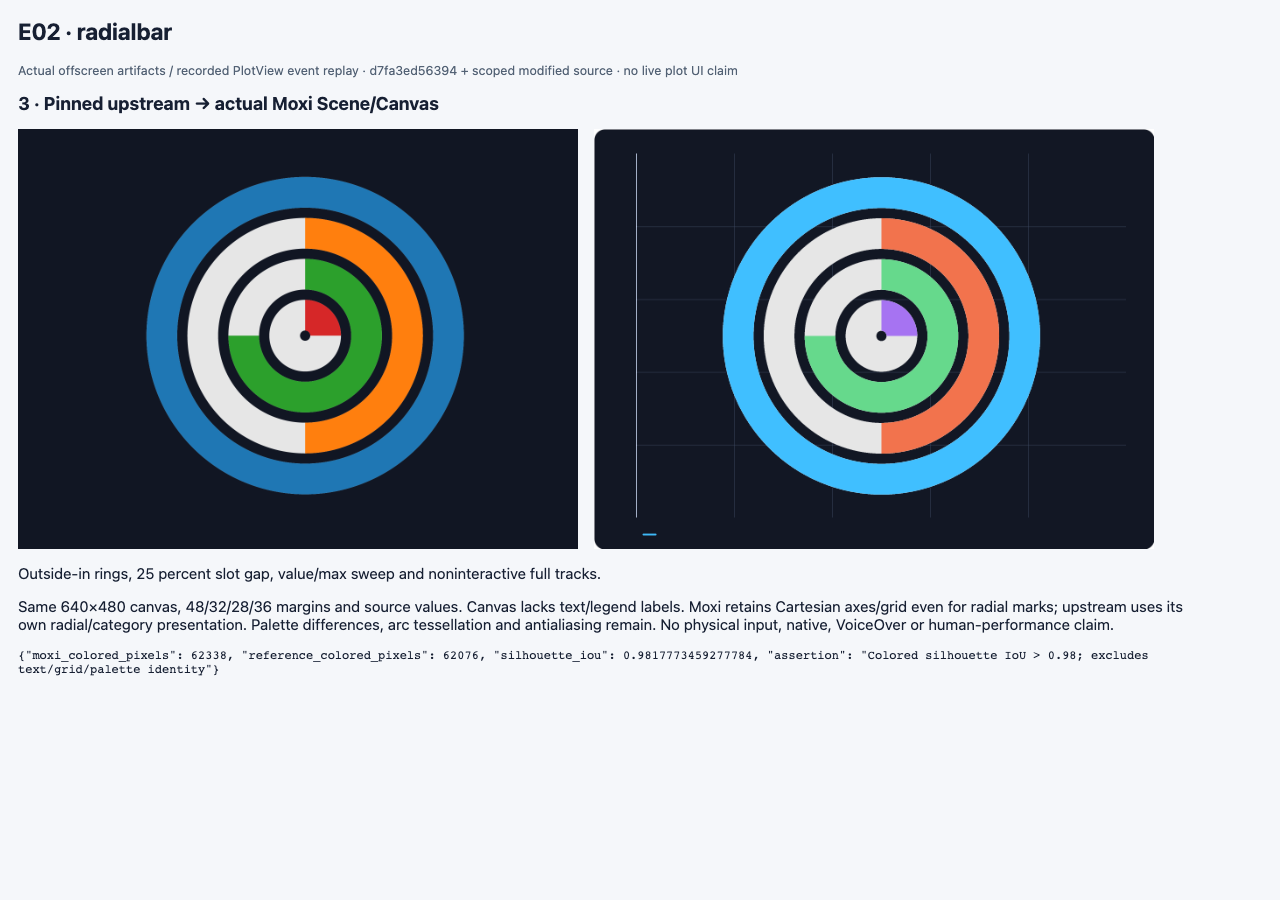 E02 · radialbar
Actual offscreen artifacts / recorded PlotView event replay · d7fa3ed56394 + scoped modified source · no live plot UI claim
3 · Pinned upstream → actual Moxi Scene/Canvas
Outside-in rings, 25 percent slot gap, value/max sweep and noninteractive full tracks.
Same 640×480 canvas, 48/32/28/36 margins and source values. Canvas lacks text/legend labels. Moxi retains Cartesian axes/grid even for radial marks; upstream uses its
own radial/category presentation. Palette differences, arc tessellation and antialiasing remain. No physical input, native, VoiceOver or human-performance claim.
{"moxi_colored_pixels": 62338, "reference_colored_pixels": 62076, "silhouette_iou": 0.9817773459277784, "assertion": "Colored silhouette IoU > 0.98; excludes
text/grid/palette identity"}